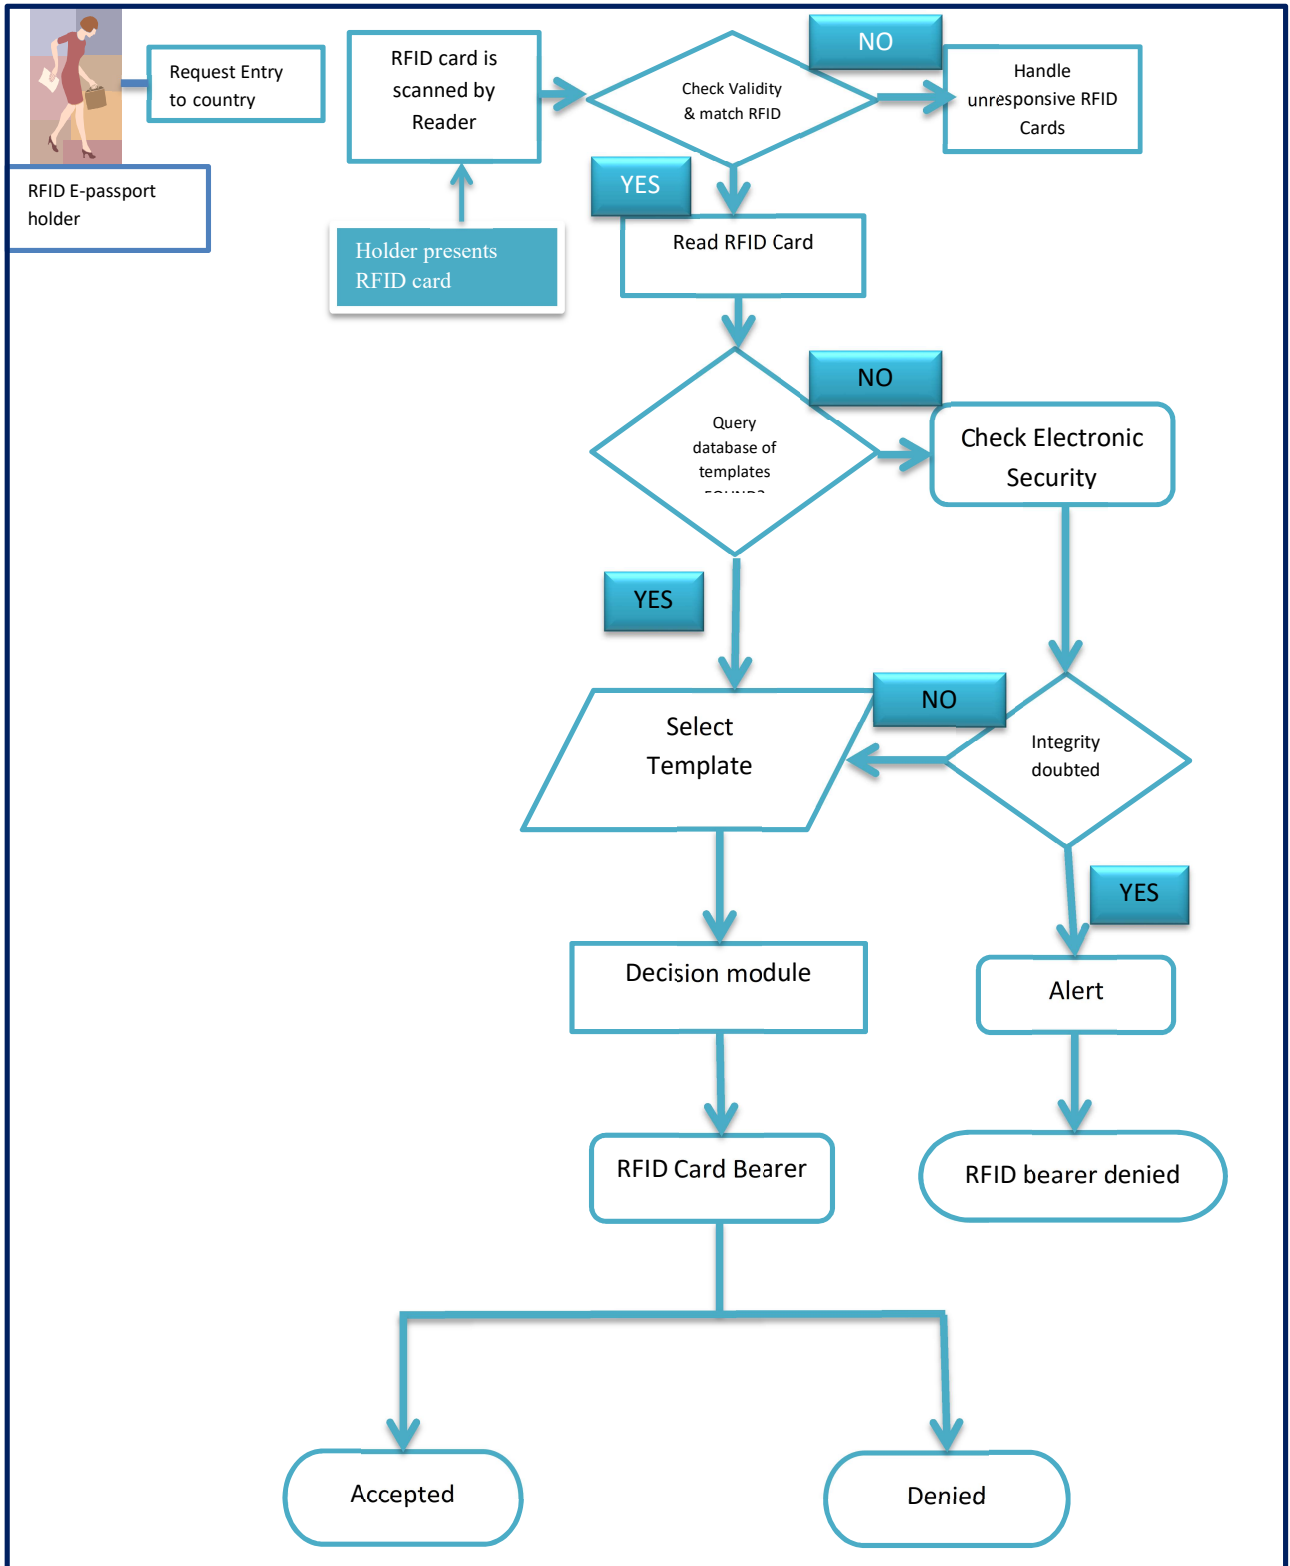 Request Entry
to country
RFID E-passport
holder
RFID card is
scanned by
Reader
Holder presents
RFID card
Check Validity
& match RFID
NO
Handle
unresponsive RFID
Cards
YES
Read RFID Card
Query
database of
templates
FOUND?
NO
Check Electronic
Security
YES
Select
Template
NO
Integrity
doubted
YES
Decision module
Alert
RFID Card Bearer
RFID bearer denied
Accepted
Denied